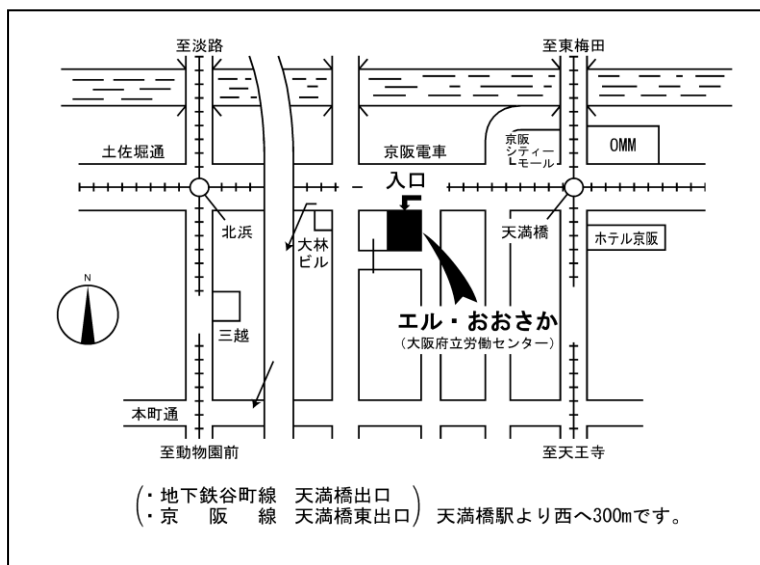 至淡路
至東梅田
土佐堀通
京阪電車
京阪
シティー
モール
OMM
入口
北浜
大林
ビル
天満橋
ホテル京阪
N
三越
エル・おおさか
(大阪府立労働センター)
本町通
至動物園前
至天王寺
・地下鉄谷町線 天満橋出口
・京阪線 天満橋東出口
天満橋駅より西へ300mです。